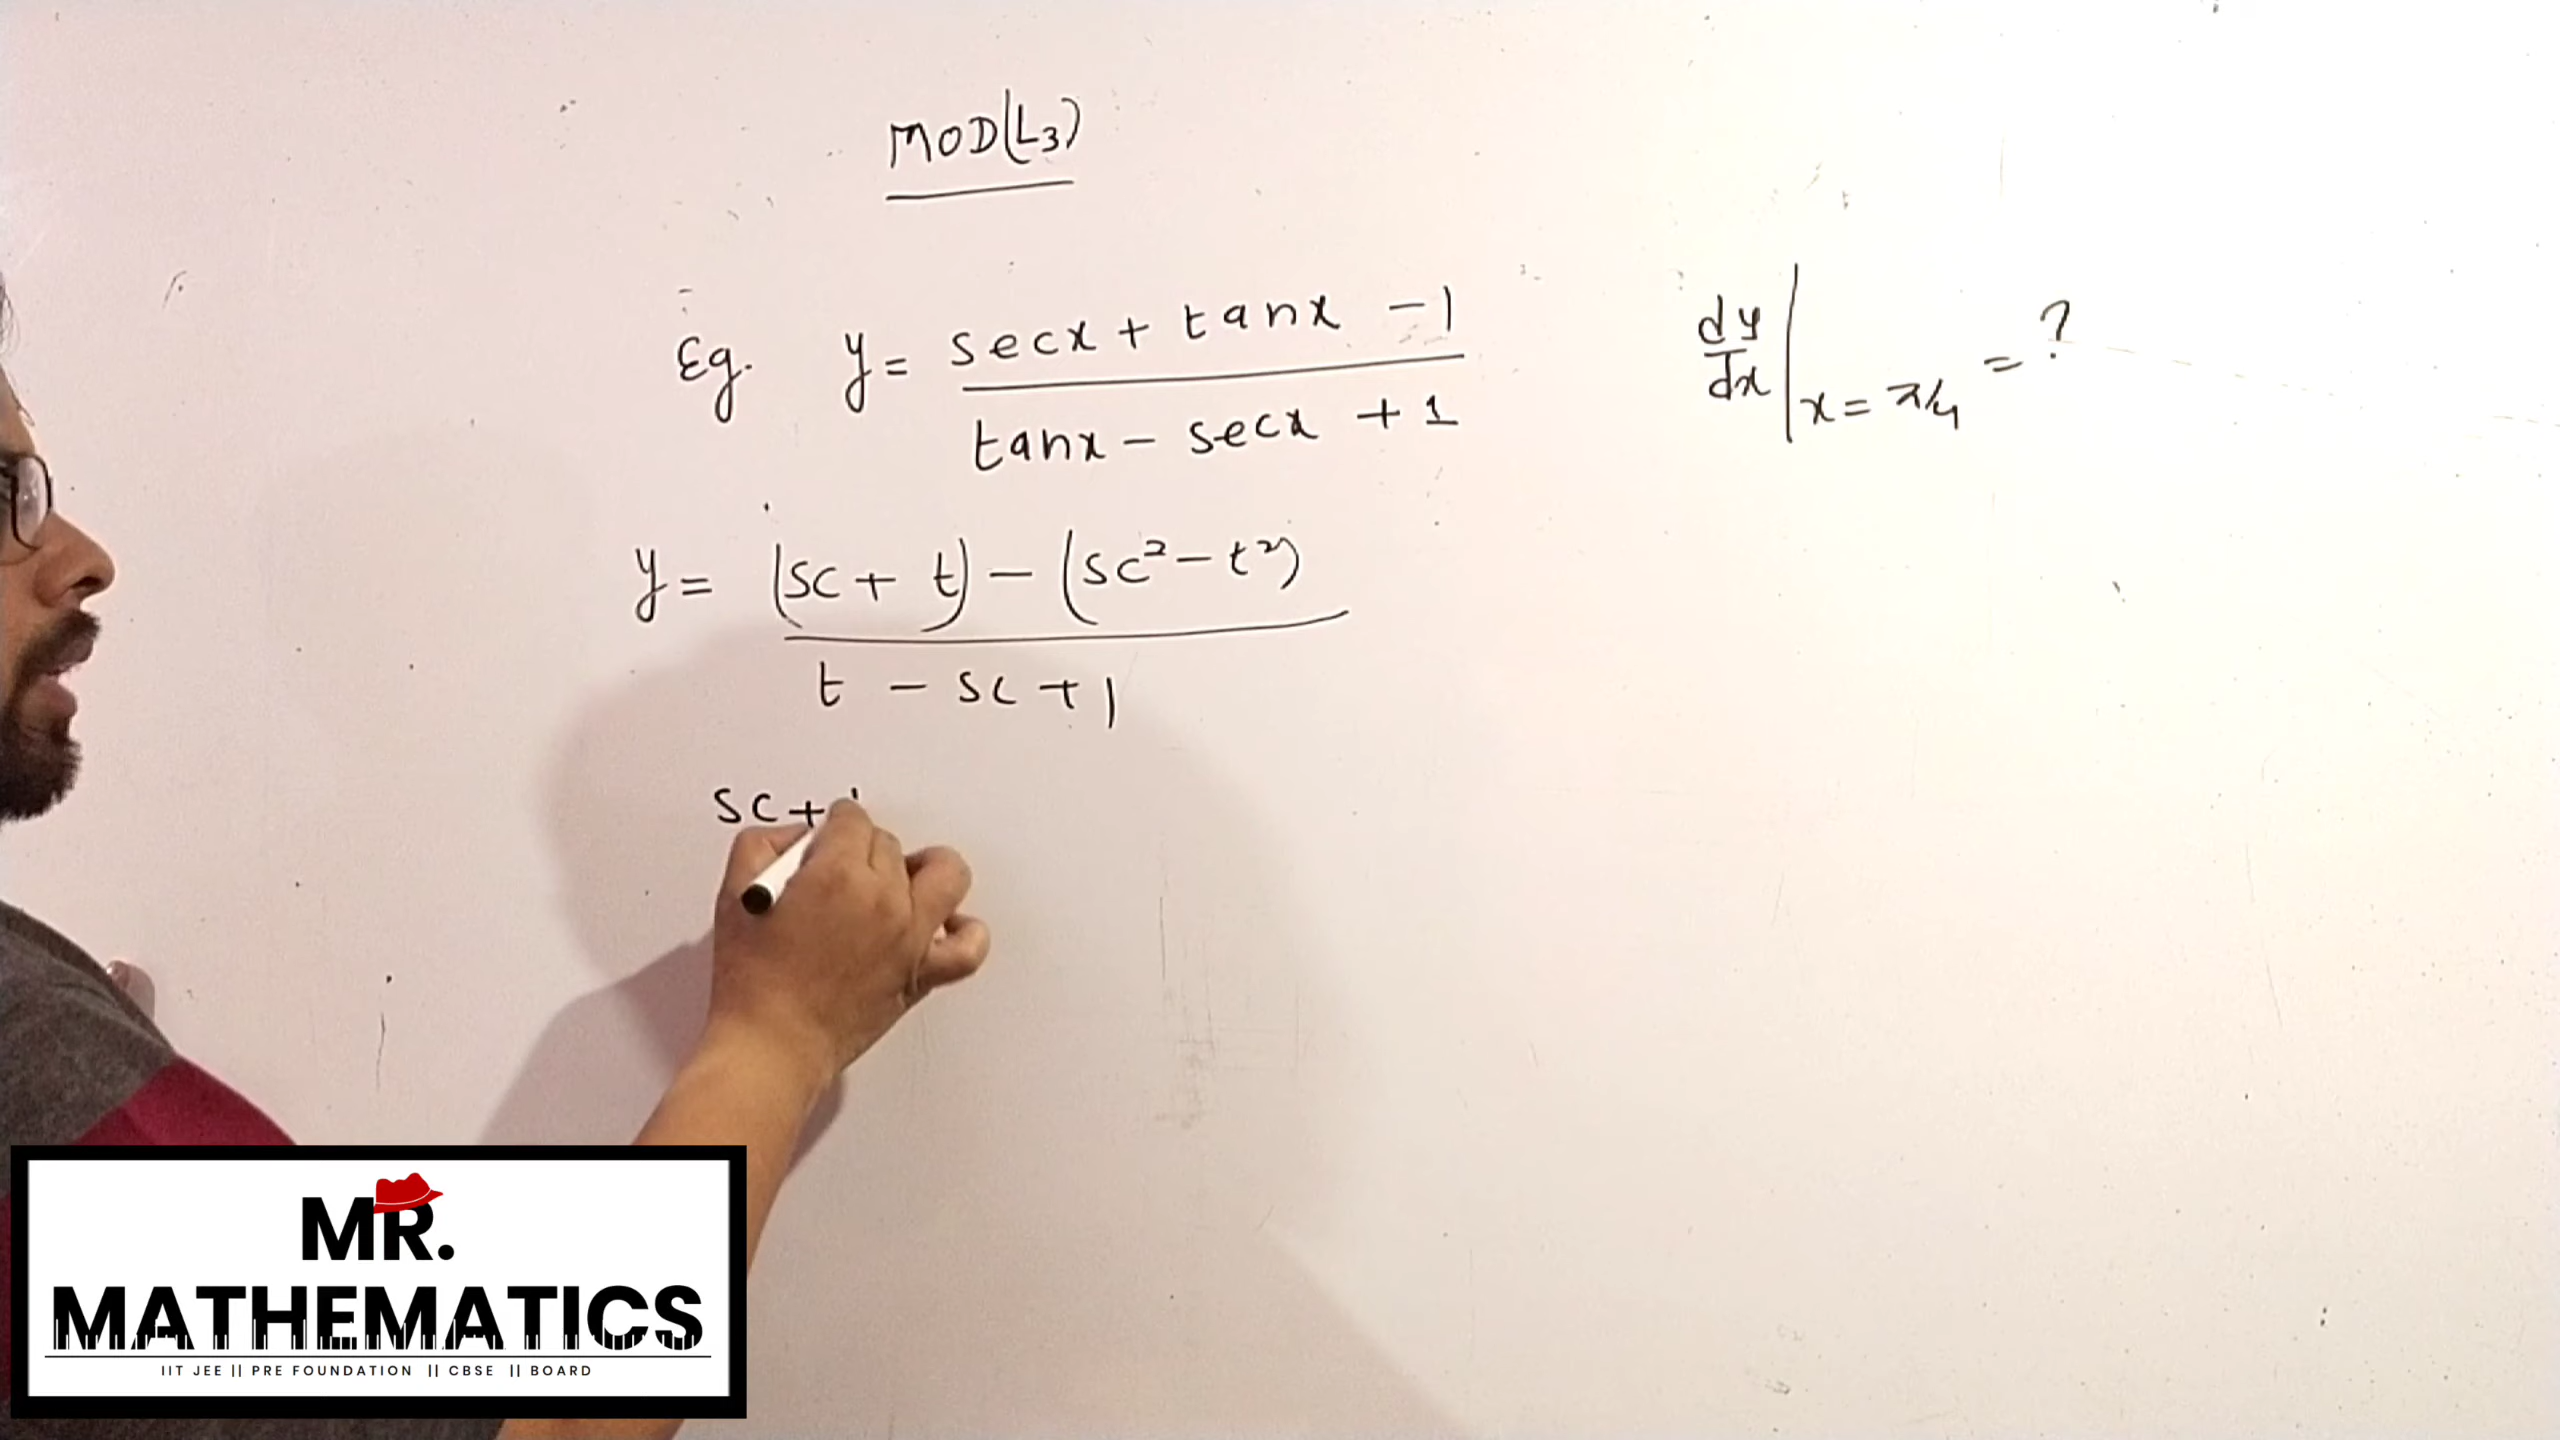 MOD(L3)
Eg. y = secx + tanx - 1 / tanx - secx + 1
dy/dx | x = π/4 = ?
y = (sc + t) - (sc² - t²) / t - sc + 1
sc +
MR.
MATHEMATICS
IIT JEE || PRE FOUNDATION || CBSE || BOARD